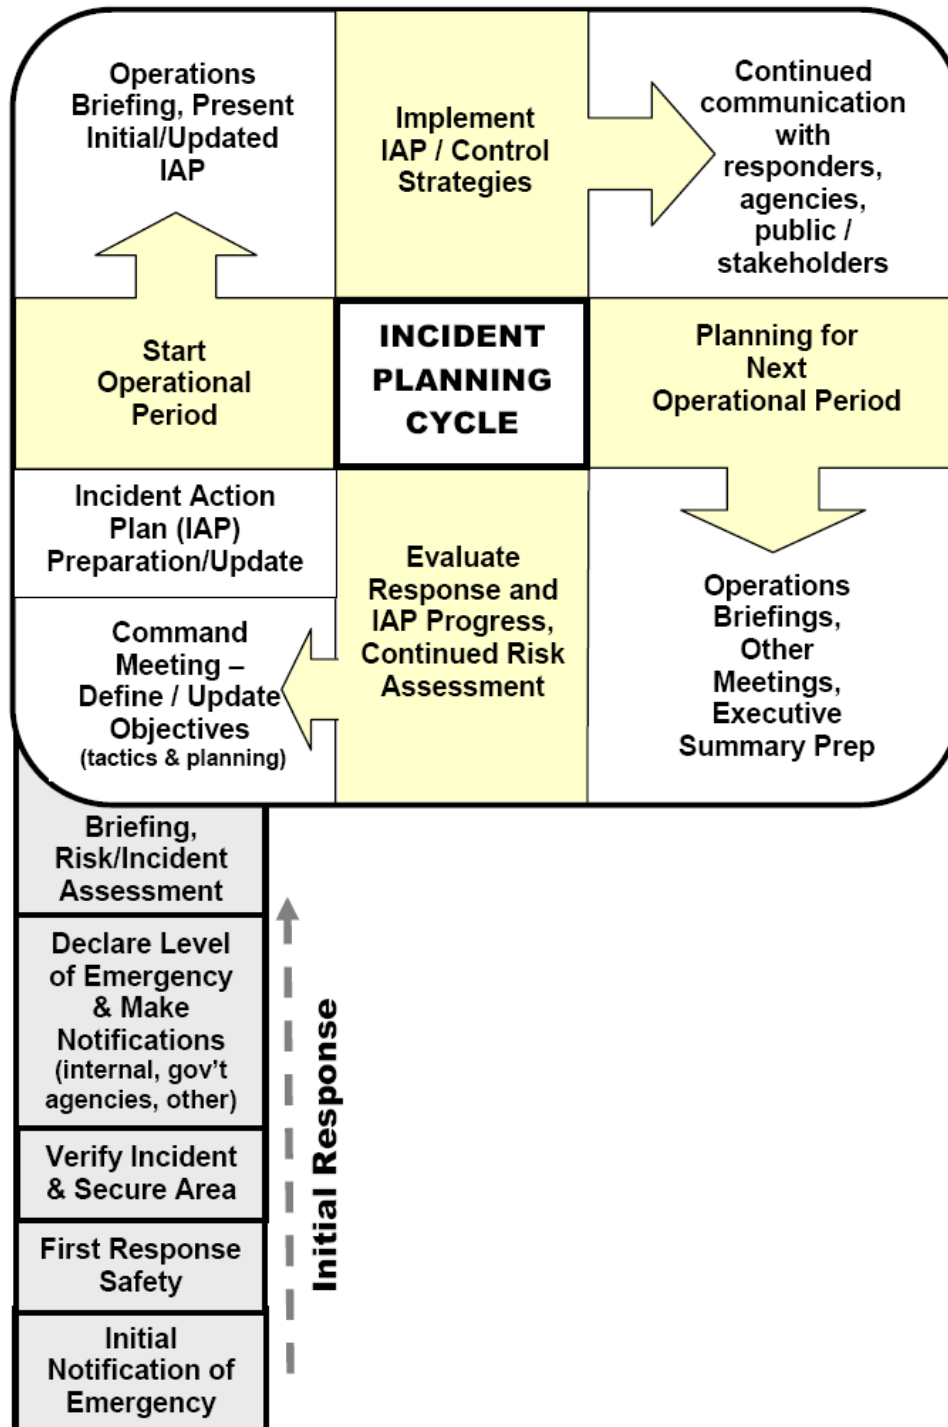 Operations
Briefing, Present
Initial/Updated
IAP
Implement
IAP / Control
Strategies
Continued
communication
with
responders,
agencies,
public /
stakeholders
Start
Operational
Period
INCIDENT
PLANNING
CYCLE
Planning for
Next
Operational Period
Incident Action
Plan (IAP)
Preparation/Update
Evaluate
Response and
IAP Progress,
Continued Risk
Assessment
Operations
Briefings,
Other
Meetings,
Executive
Summary Prep
Command
Meeting –
Define / Update
Objectives
(tactics & planning)
Briefing,
Risk/Incident
Assessment
Declare Level
of Emergency
& Make
Notifications
(internal, gov't
agencies, other)
Verify Incident
& Secure Area
First Response
Safety
Initial
Notification of
Emergency
Initial Response